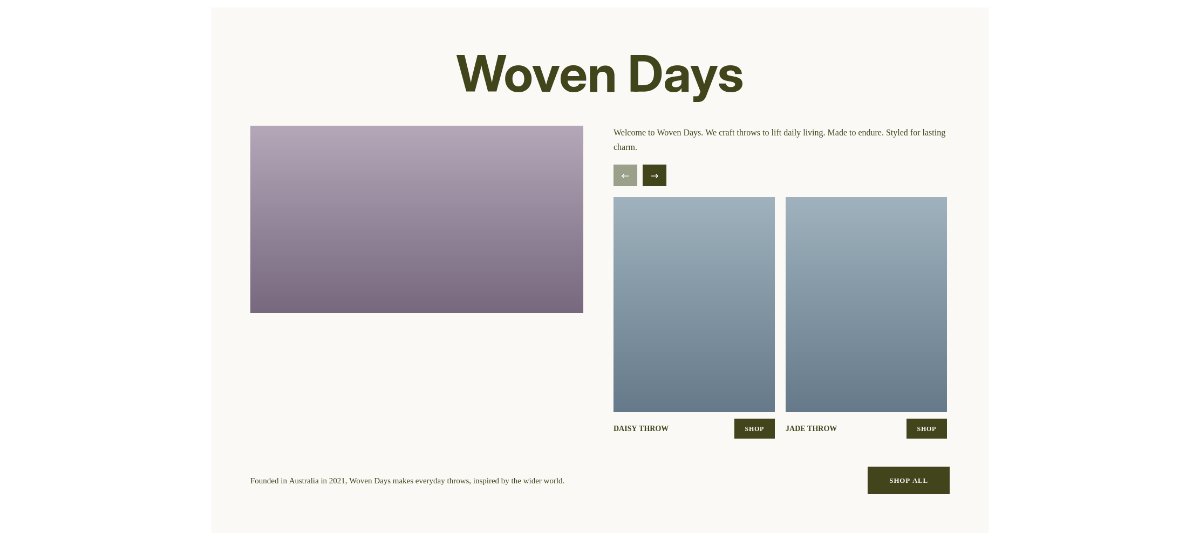 Woven Days
Welcome to Woven Days. We craft throws to lift daily living. Made to endure. Styled for lasting
charm.
← →
DAISY THROW SHOP JADE THROW SHOP
Founded in Australia in 2021, Woven Days makes everyday throws, inspired by the wider world.
SHOP ALL